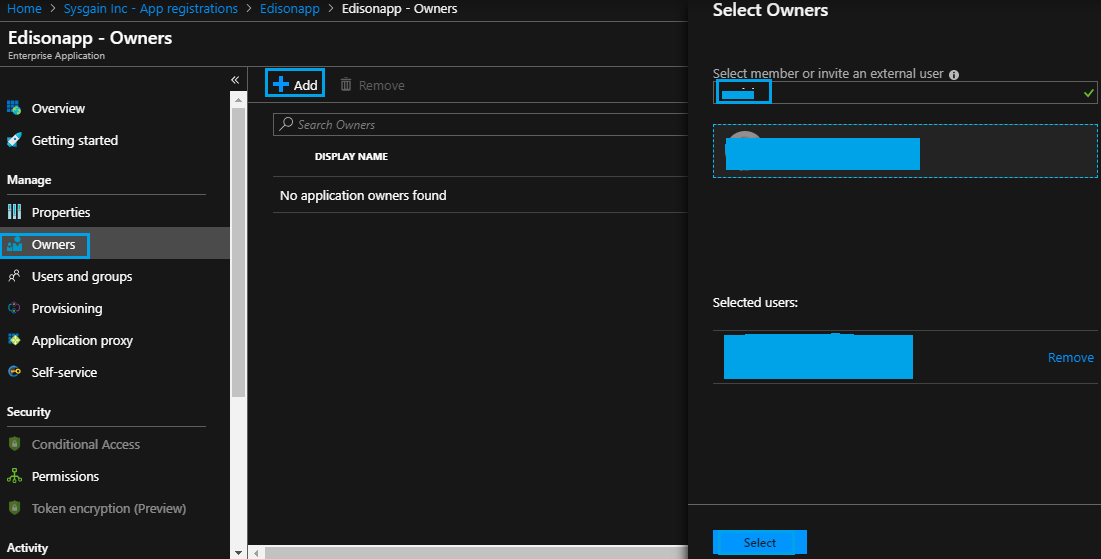 Home > Sysgain Inc - App registrations > Edisonapp > Edisonapp - Owners
Edisonapp - Owners
Enterprise Application
Overview
Getting started
Manage
Properties
Owners
Users and groups
Provisioning
Application proxy
Self-service
Security
Conditional Access
Permissions
Token encryption (Preview)
Activity
Add
Remove
Search Owners
DISPLAY NAME
No application owners found
Select Owners
Select member or invite an external user
Selected users:
Remove
Select